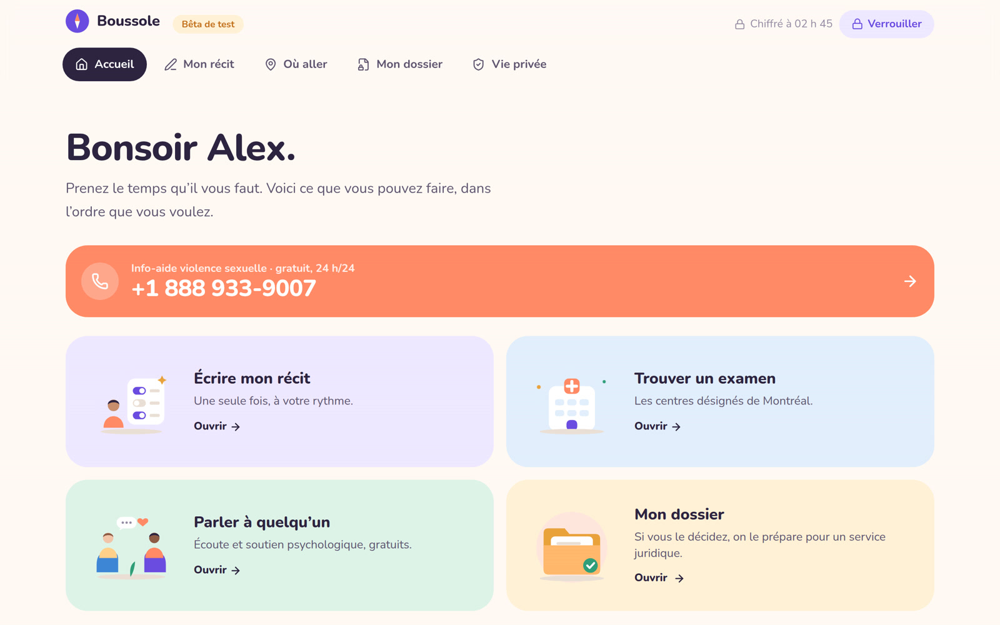 Boussole
Bêta de test
Chiffré à 02 h 45
Verrouiller
Accueil
Mon récit
Où aller
Mon dossier
Vie privée
Bonsoir Alex.
Prenez le temps qu’il vous faut. Voici ce que vous pouvez faire, dans
l’ordre que vous voulez.
Info-aide violence sexuelle · gratuit, 24 h/24
+1 888 933-9007
Écrire mon récit
Une seule fois, à votre rythme.
Ouvrir
Trouver un examen
Les centres désignés de Montréal.
Ouvrir
Parler à quelqu’un
Écoute et soutien psychologique, gratuits.
Ouvrir
Mon dossier
Si vous le décidez, on le prépare pour un service
juridique.
Ouvrir